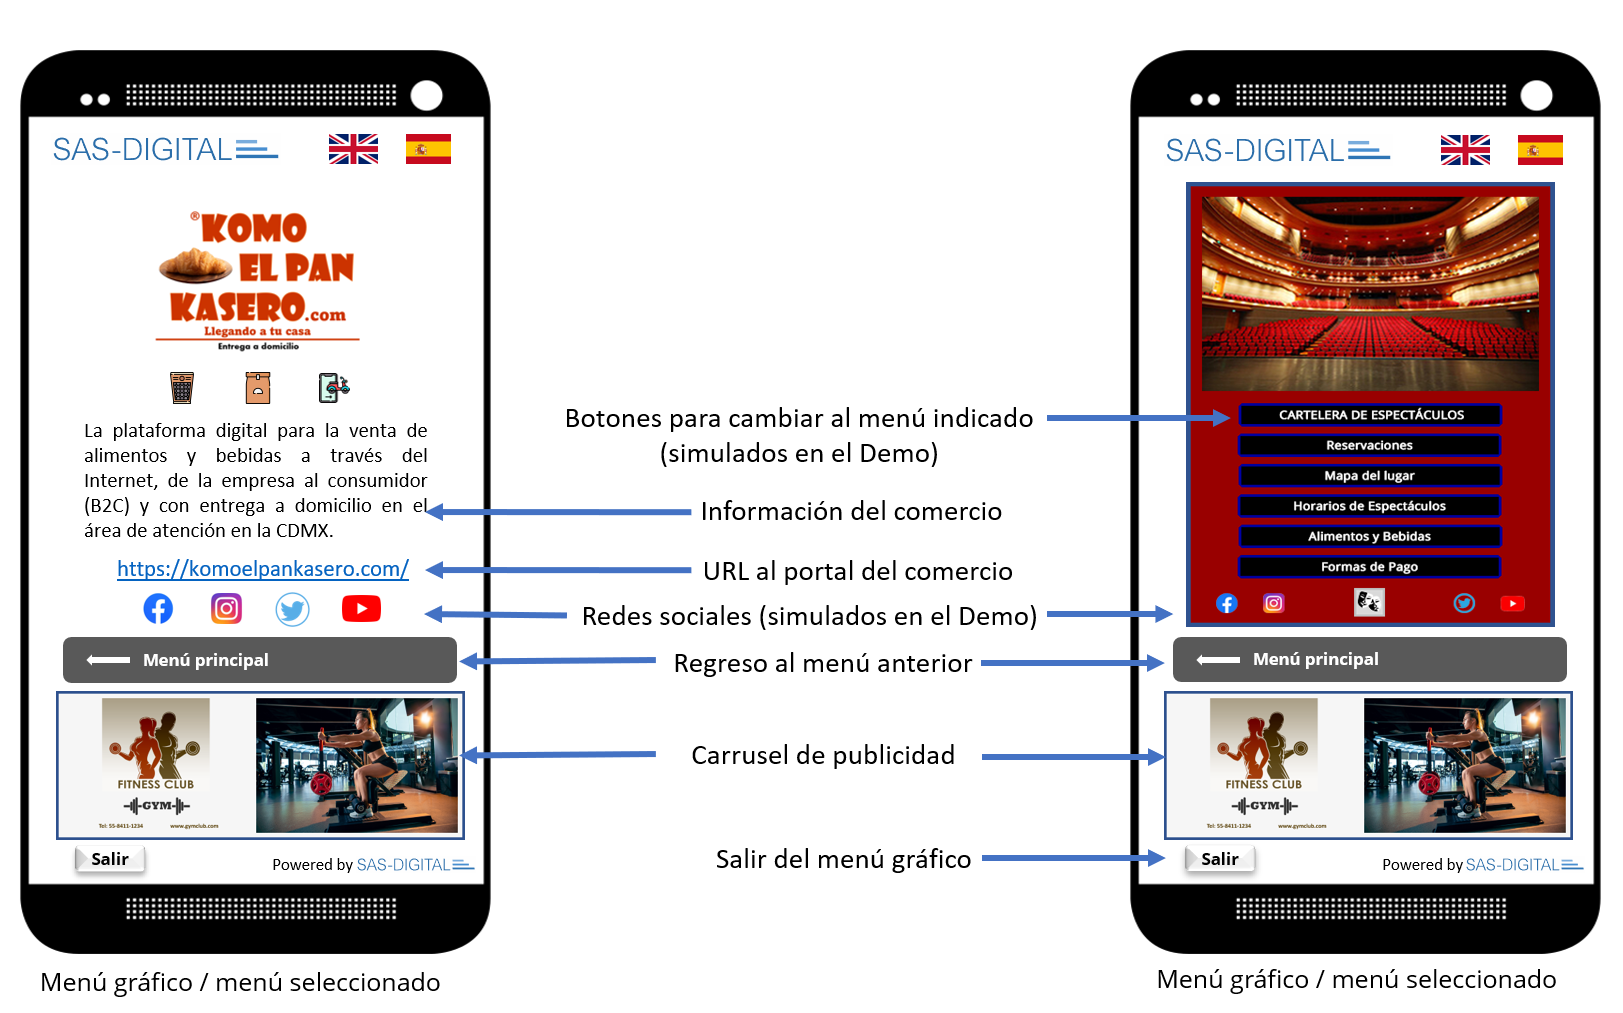 SAS-DIGITAL
®KOMO
EL PAN
KASERO.com
Llegando a tu casa
Entrega a domicilio
La plataforma digital para la venta de
alimentos y bebidas a través del
Internet, de la empresa al consumidor
(B2C) y con entrega a domicilio en el
área de atención en la CDMX.
https://komoelpankasero.com/
Menú principal
FITNESS CLUB
GYM
Tel: 55-8411-1234 www.gymclub.com
Salir
Powered by SAS-DIGITAL
Menú gráfico / menú seleccionado
Botones para cambiar al menú indicado
(simulados en el Demo)
Información del comercio
URL al portal del comercio
Redes sociales (simulados en el Demo)
Regreso al menú anterior
Carrusel de publicidad
Salir del menú gráfico
SAS-DIGITAL
CARTELERA DE ESPECTÁCULOS
Reservaciones
Mapa del lugar
Horarios de Espectáculos
Alimentos y Bebidas
Formas de Pago
Menú principal
FITNESS CLUB
GYM
Tel: 55-8411-1234 www.gymclub.com
Salir
Powered by SAS-DIGITAL
Menú gráfico / menú seleccionado